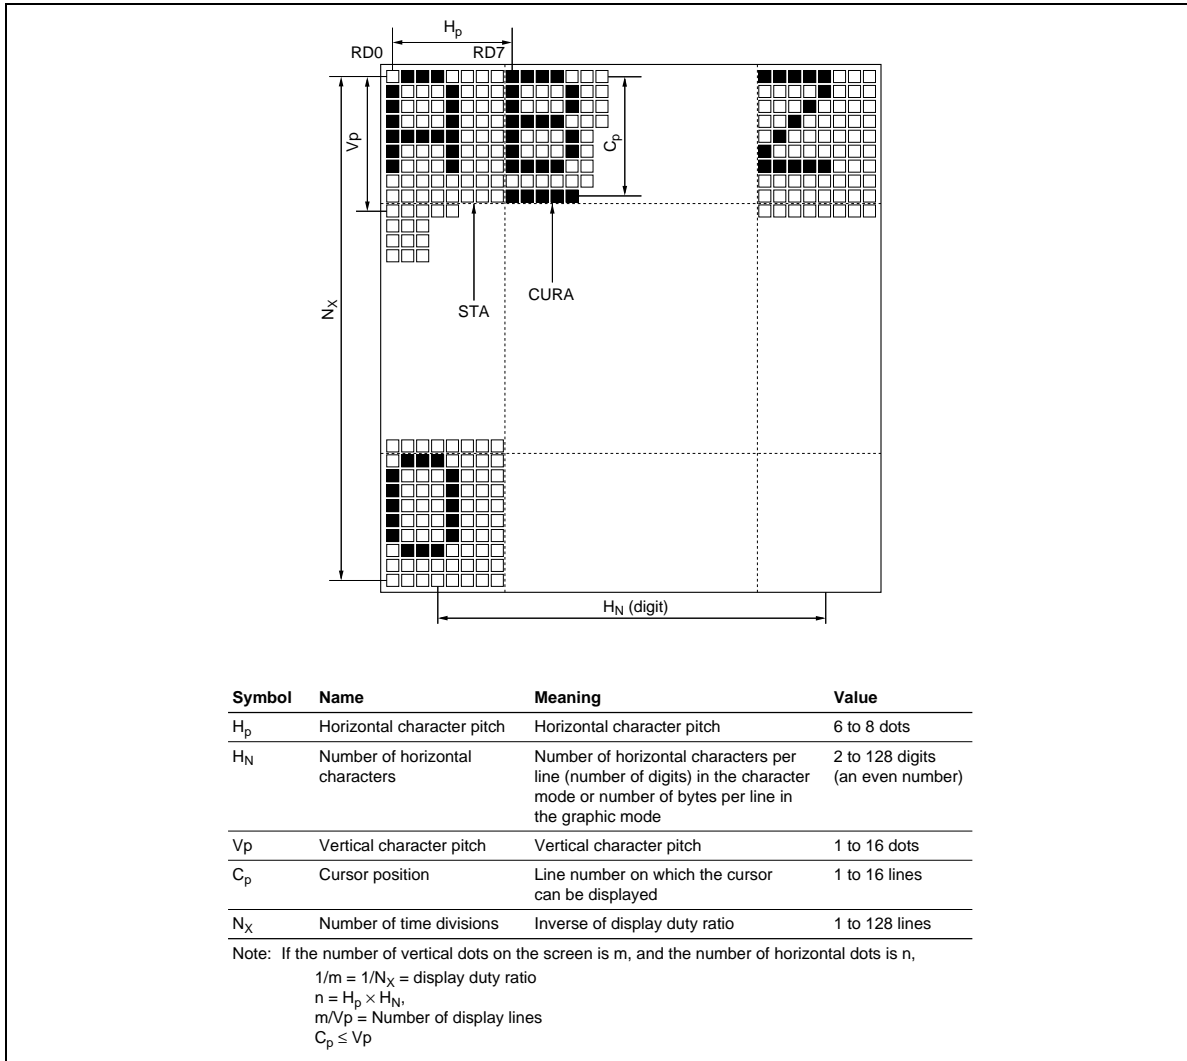 Hp
RD0 RD7
Vp
Cp
NX
STA
CURA
HN (digit)
Symbol Name Meaning Value
Hp Horizontal character pitch Horizontal character pitch 6 to 8 dots
HN Number of horizontal Number of horizontal characters per 2 to 128 digits
characters line (number of digits) in the character (an even number)
mode or number of bytes per line in
the graphic mode
Vp Vertical character pitch Vertical character pitch 1 to 16 dots
Cp Cursor position Line number on which the cursor 1 to 16 lines
can be displayed
NX Number of time divisions Inverse of display duty ratio 1 to 128 lines
Note: If the number of vertical dots on the screen is m, and the number of horizontal dots is n,
1/m = 1/NX = display duty ratio
n = Hp × HN,
m/Vp = Number of display lines
Cp ≤ Vp